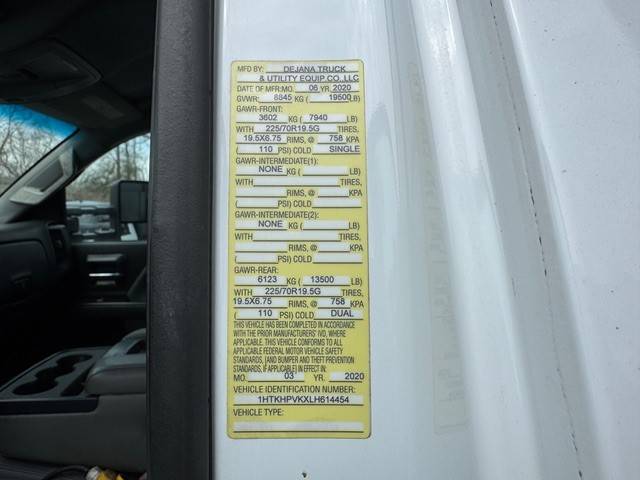 MFG BY: DEJANA TRUCK
& UTILITY EQUIP CO.,LLC
DATE OF MFR:MO. 06 YR. 2020
GVWR: 8845 KG ( 19500 LB)
GAWR-FRONT:
3602 KG ( 7940 LB)
WITH 225/70R19.5G TIRES,
19.5X6.75 RIMS, @ 758 KPA
( 110 PSI) COLD SINGLE
GAWR-INTERMEDIATE(1):
NONE KG ( LB)
WITH TIRES,
RIMS, @ KPA
( PSI) COLD
GAWR-INTERMEDIATE(2):
NONE KG ( LB)
WITH TIRES,
RIMS, @ KPA
( PSI) COLD
GAWR-REAR:
6123 KG ( 13500 LB)
WITH 225/70R19.5G TIRES,
19.5X6.75 RIMS, @ 758 KPA
( 110 PSI) COLD DUAL
THIS VEHICLE HAS BEEN COMPLETED IN ACCORDANCE
WITH THE PRIOR MANUFACTURERS' IVD, WHERE
APPLICABLE. THIS VEHICLE CONFORMS TO ALL
APPLICABLE FEDERAL MOTOR VEHICLE SAFETY
STANDARDS, [AND BUMPER AND THEFT PREVENTION
STANDARDS, IF APPLICABLE] IN EFFECT IN:
MO. 03 YR. 2020
VEHICLE IDENTIFICATION NUMBER:
1HTKHPVKXLH614454
VEHICLE TYPE: